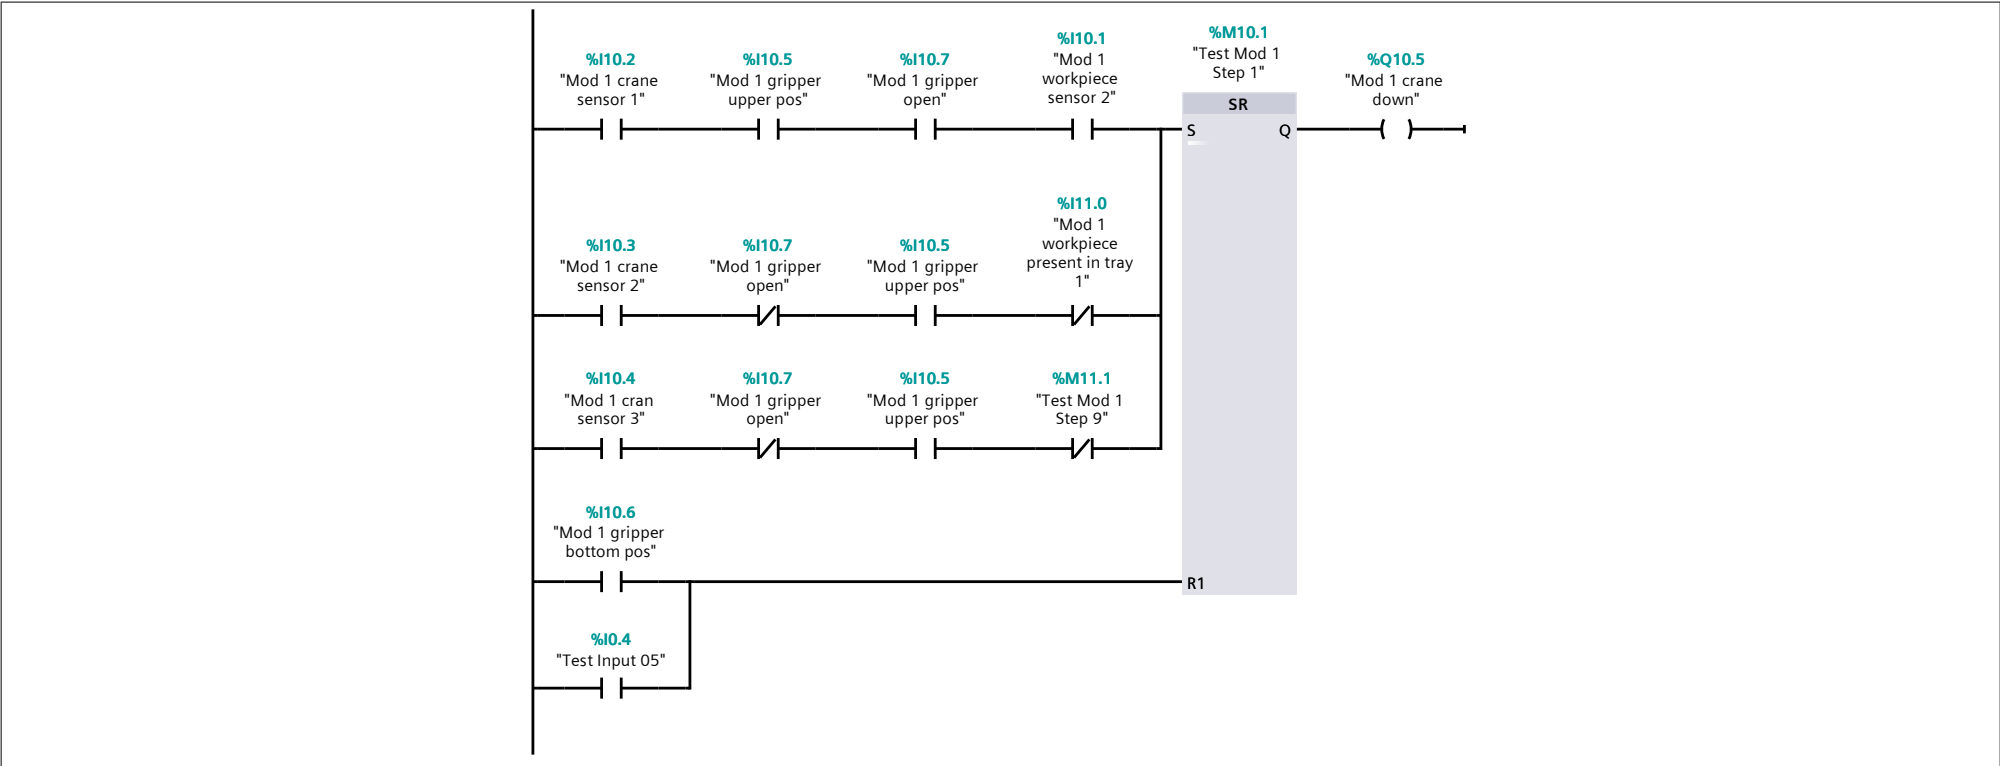 %I10.2
"Mod 1 crane
sensor 1"
%I10.5
"Mod 1 gripper
upper pos"
%I10.7
"Mod 1 gripper
open"
%I10.1
"Mod 1
workpiece
sensor 2"
%M10.1
"Test Mod 1
Step 1"
SR
S
Q
%Q10.5
"Mod 1 crane
down"
%I10.3
"Mod 1 crane
sensor 2"
%I10.7
"Mod 1 gripper
open"
%I10.5
"Mod 1 gripper
upper pos"
%I11.0
"Mod 1
workpiece
present in tray
1"
%I10.4
"Mod 1 cran
sensor 3"
%I10.7
"Mod 1 gripper
open"
%I10.5
"Mod 1 gripper
upper pos"
%M11.1
"Test Mod 1
Step 9"
%I10.6
"Mod 1 gripper
bottom pos"
R1
%I0.4
"Test Input 05"